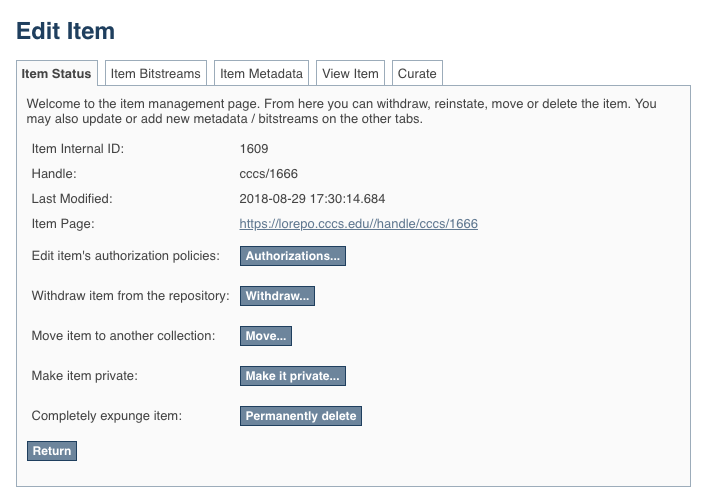 Edit Item
Item Status
Item Bitstreams
Item Metadata
View Item
Curate
Welcome to the item management page. From here you can withdraw, reinstate, move or delete the item. You
may also update or add new metadata / bitstreams on the other tabs.
Item Internal ID: 1609
Handle: cccs/1666
Last Modified: 2018-08-29 17:30:14.684
Item Page: https://lorepo.cccs.edu//handle/cccs/1666
Edit item's authorization policies: Authorizations...
Withdraw item from the repository: Withdraw...
Move item to another collection: Move...
Make item private: Make it private...
Completely expunge item: Permanently delete
Return